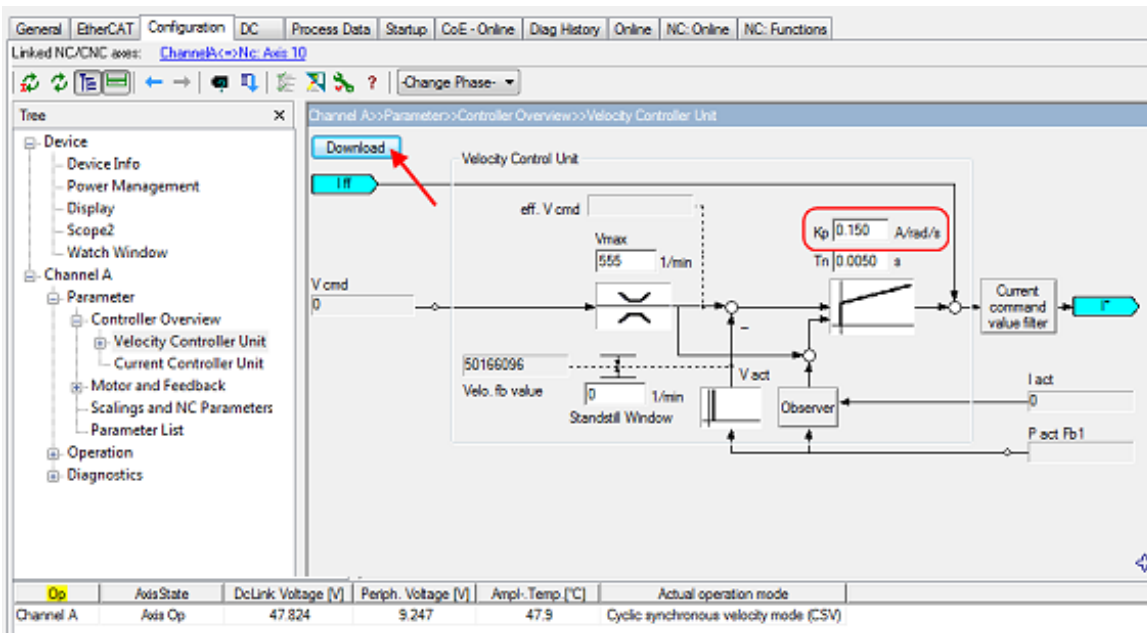 General EtherCAT Configuration DC Process Data Startup CoE - Online Diag History Online NC: Online NC: Functions
Linked NC/CNC axes: ChannelA<=>Nc: Axis 10
-Change Phase-
Tree
Device
Device Info
Power Management
Display
Scope2
Watch Window
Channel A
Parameter
Controller Overview
Velocity Controller Unit
Current Controller Unit
Motor and Feedback
Scalings and NC Parameters
Parameter List
Operation
Diagnostics
Channel A>>Parameter>>Controller Overview>>Velocity Controller Unit
Download
Velocity Control Unit
I ff
eff. V cmd
Kp 0.150 A/rad/s
Vmax
555 1/min
Tn 0.0050 s
V cmd
0
Current
command
value filter
50166096
Velo. fb value
V act
0 1/min
Standstill Window
Observer
I act
0
P act Fb1
Op AxisState DcLink Voltage [V] Periph. Voltage [V] Ampl-.Temp.[°C] Actual operation mode
Channel A Axis Op 47.824 9.247 47.9 Cyclic synchronous velocity mode (CSV)